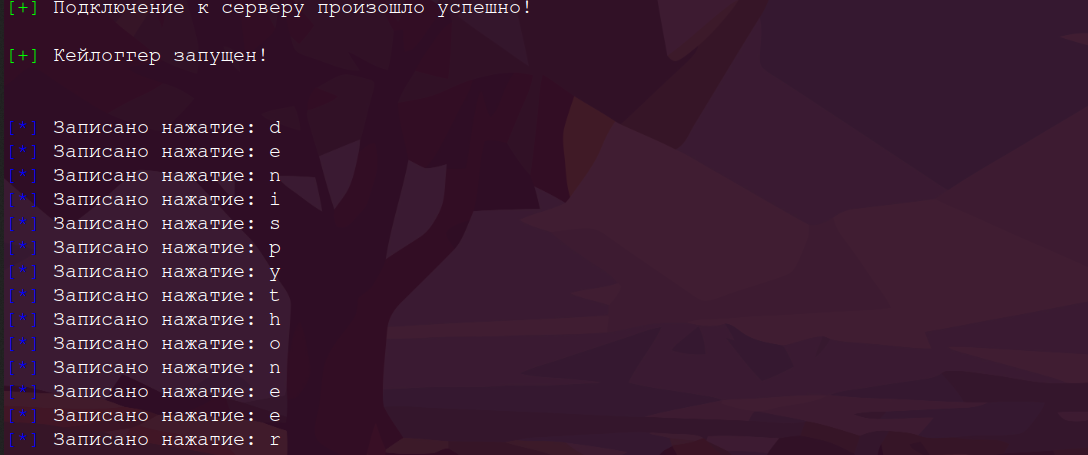 [+] Подключение к серверу произошло успешно!
[+] Кейлоггер запущен!
[*] Записано нажатие: d
[*] Записано нажатие: e
[*] Записано нажатие: n
[*] Записано нажатие: i
[*] Записано нажатие: s
[*] Записано нажатие: p
[*] Записано нажатие: y
[*] Записано нажатие: t
[*] Записано нажатие: h
[*] Записано нажатие: o
[*] Записано нажатие: n
[*] Записано нажатие: e
[*] Записано нажатие: e
[*] Записано нажатие: r